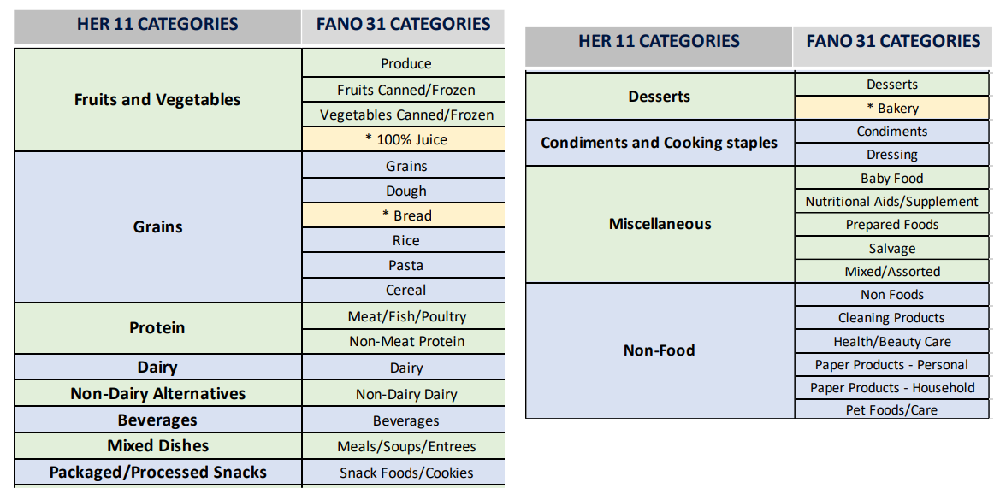 HER 11 CATEGORIES FANO 31 CATEGORIES
Fruits and Vegetables
Produce
Fruits Canned/Frozen
Vegetables Canned/Frozen
* 100% Juice
Grains
Grains
Dough
* Bread
Rice
Pasta
Cereal
Protein
Meat/Fish/Poultry
Non-Meat Protein
Dairy Dairy
Non-Dairy Alternatives Non-Dairy Dairy
Beverages Beverages
Mixed Dishes Meals/Soups/Entrees
Packaged/Processed Snacks Snack Foods/Cookies
HER 11 CATEGORIES FANO 31 CATEGORIES
Desserts
Desserts
* Bakery
Condiments and Cooking staples
Condiments
Dressing
Miscellaneous
Baby Food
Nutritional Aids/Supplement
Prepared Foods
Salvage
Mixed/Assorted
Non-Food
Non Foods
Cleaning Products
Health/Beauty Care
Paper Products - Personal
Paper Products - Household
Pet Foods/Care